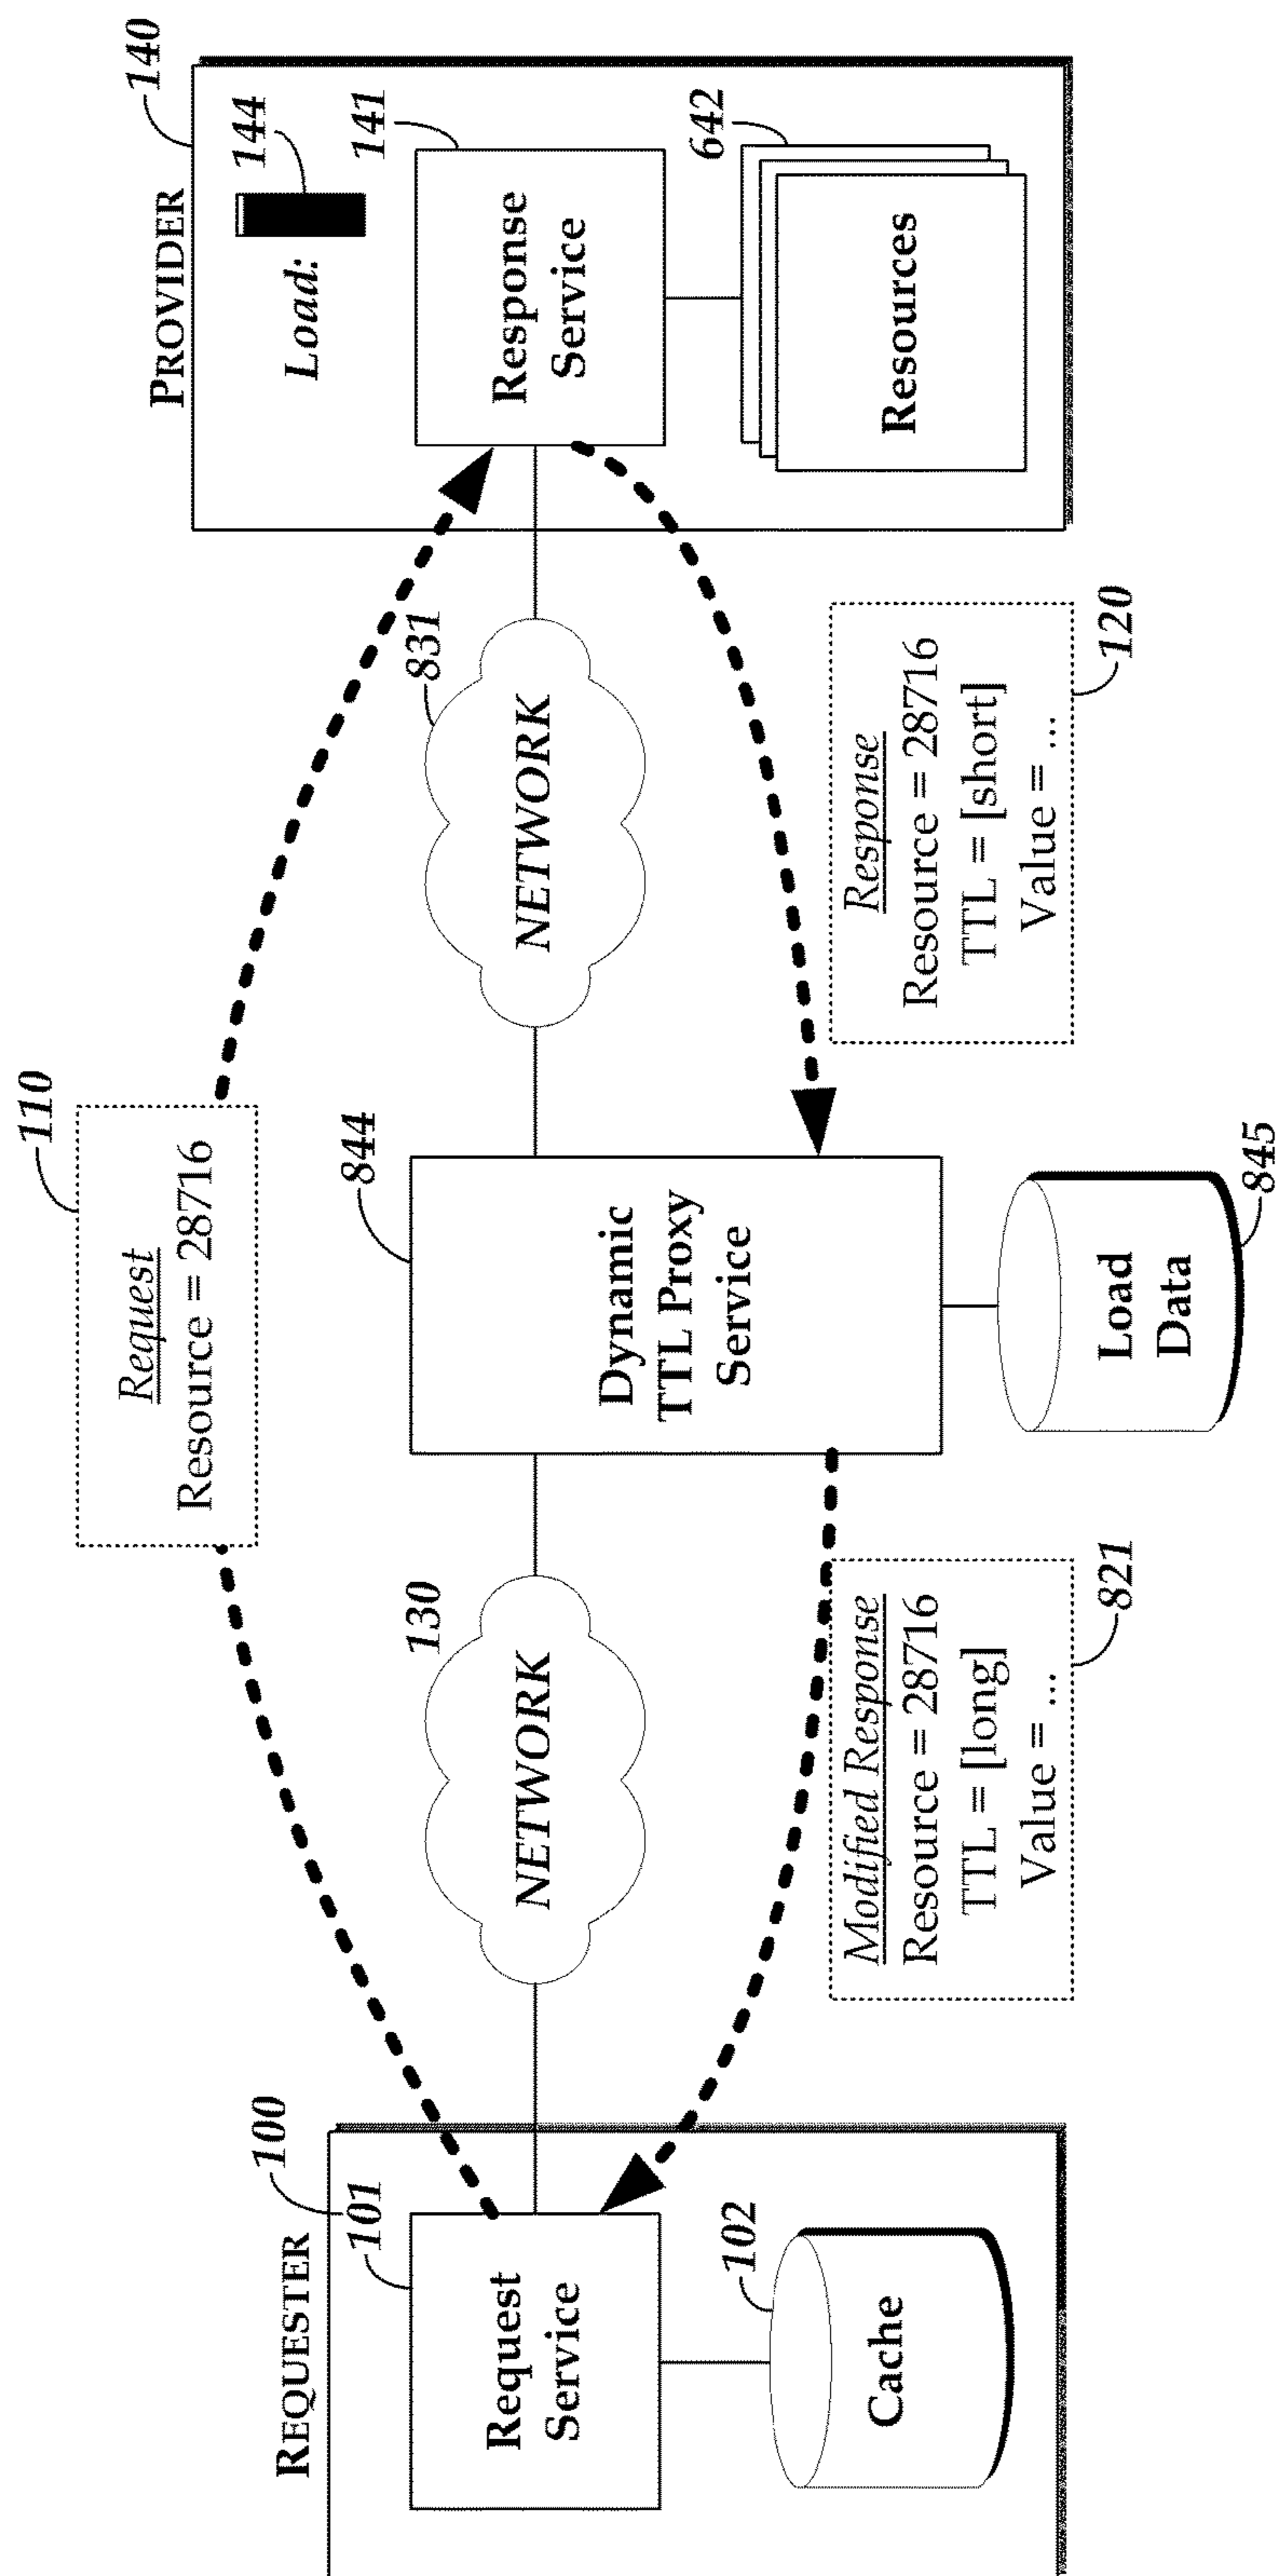 REQUESTER
100
101
Request
Service
102
Cache
110
Request
Resource = 28716
130
NETWORK
Modified Response
Resource = 28716
TTL = [long]
Value = ...
821
844
Dynamic
TTL Proxy
Service
Load
Data
845
831
NETWORK
Response
Resource = 28716
TTL = [short]
Value = ...
120
PROVIDER
140
Load:
144
141
Response
Service
642
Resources